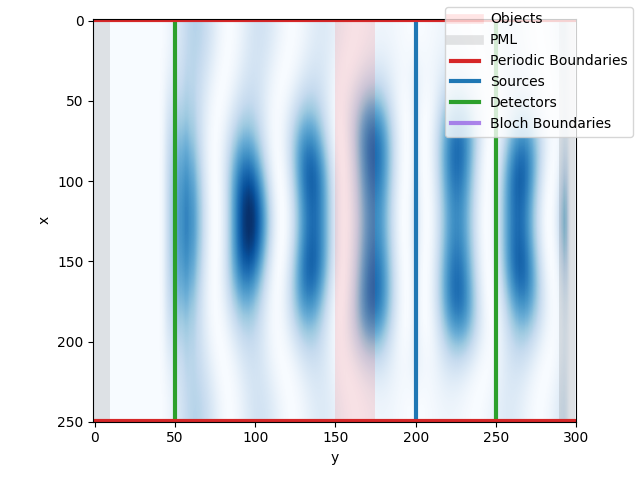 Objects
PML
Periodic Boundaries
Sources
Detectors
Bloch Boundaries
0
50
100
150
200
250
x
0 50 100 150 200 250 300
y